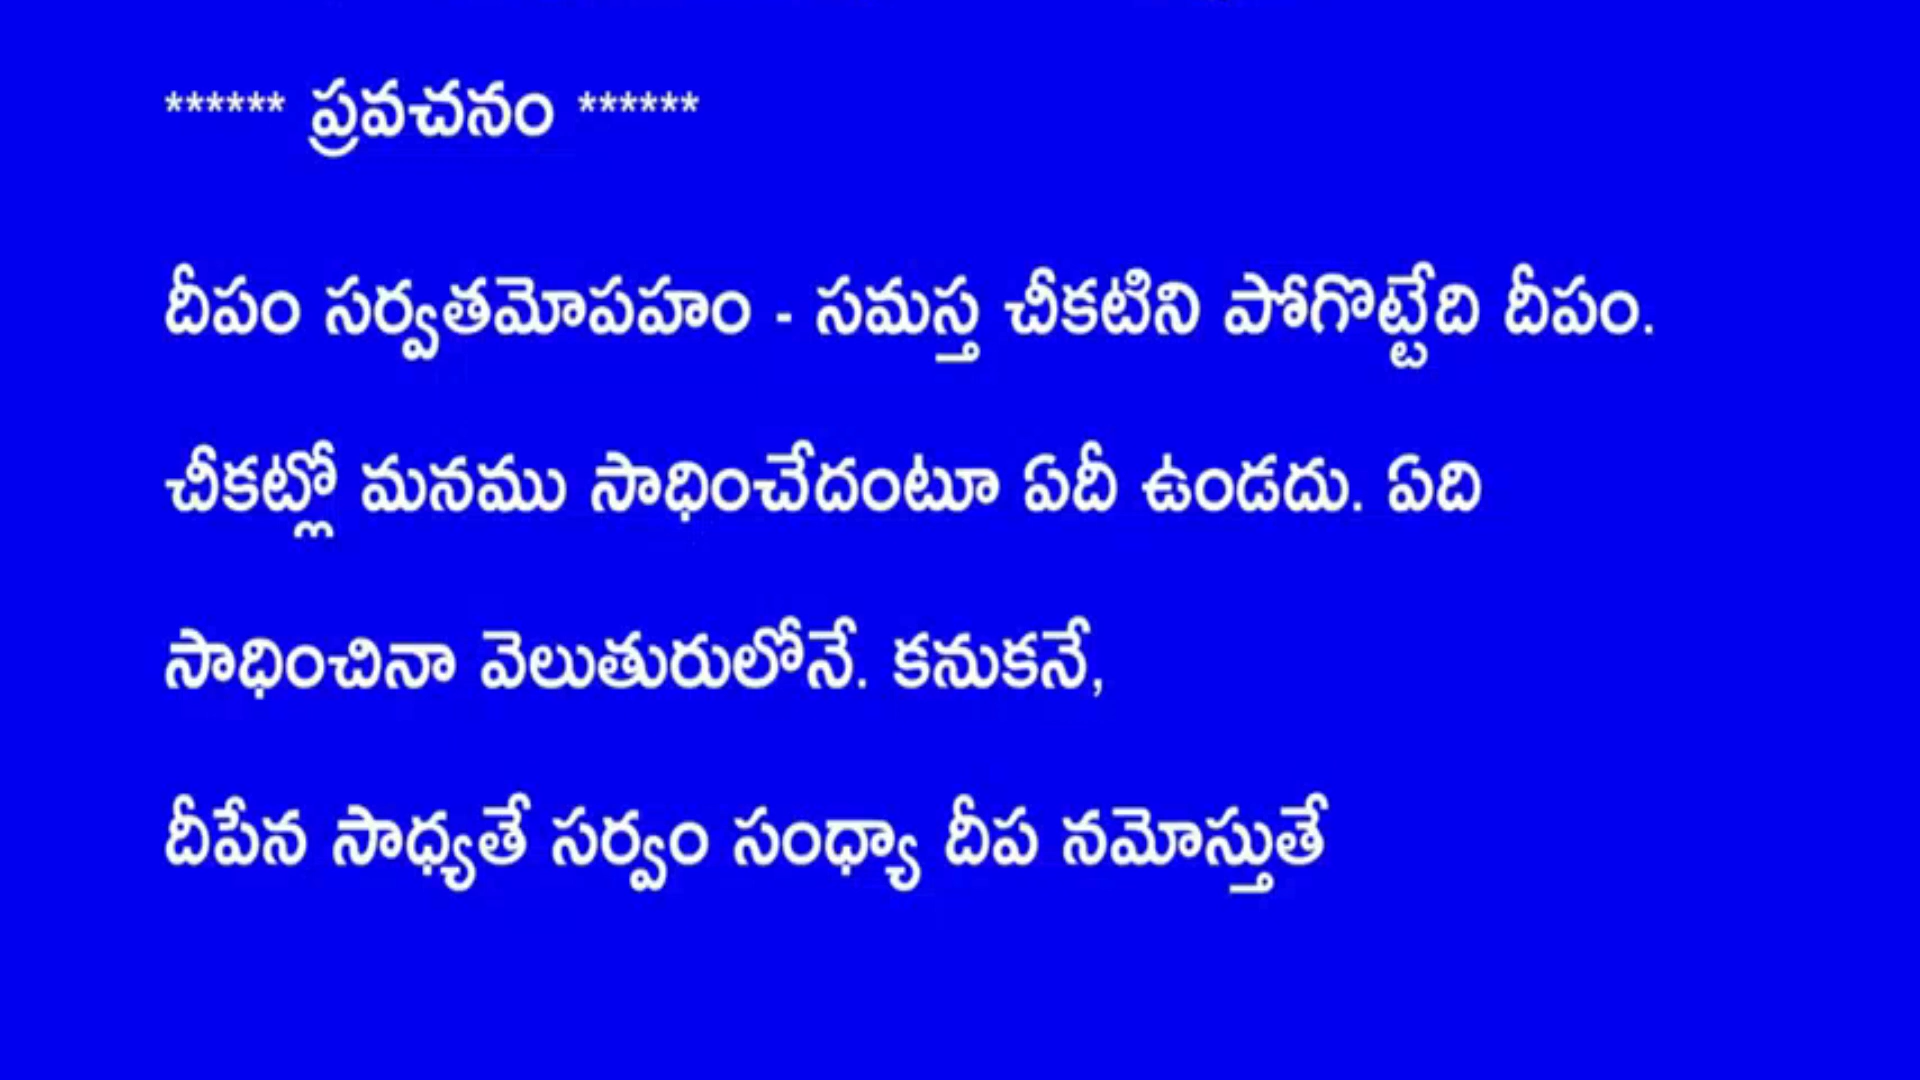 ****** ప్రవచనం ******
దీపం సర్వతమోపహం - సమస్త చీకటిని పోగొట్టేది దీపం.
చీకట్లో మనము సాధించేదంటూ ఏదీ ఉండదు. ఏది
సాధించినా వెలుతురులోనే. కనుకనే,
దీపేన సాధ్యతే సర్వం సంధ్యా దీప నమోస్తుతే